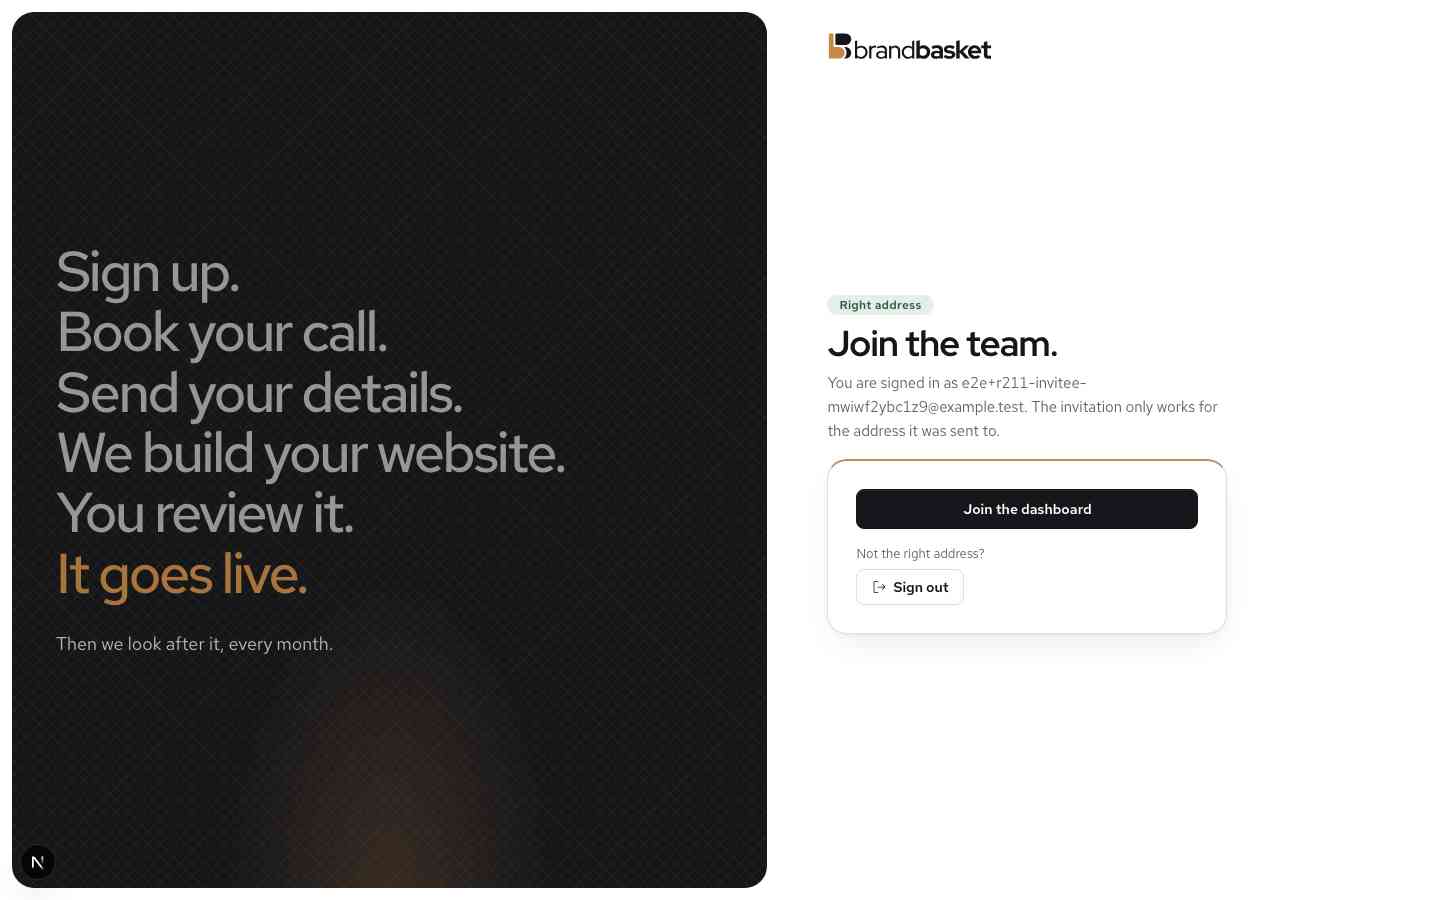 Sign up.
Book your call.
Send your details.
We build your website.
You review it.
It goes live.
Then we look after it, every month.
N
brandbasket
Right address
Join the team.
You are signed in as e2e+r211-invitee-
mwiwf2ybc1z9@example.test. The invitation only works for
the address it was sent to.
Join the dashboard
Not the right address?
Sign out